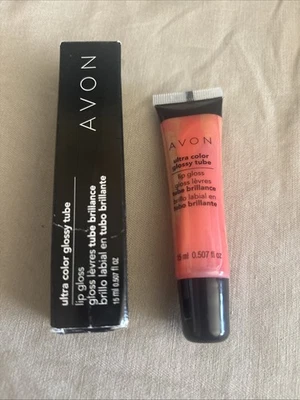 AVON
ultra color glossy tube
lip gloss
gloss lèvres tube brillance
brillo labial en tubo brillante
15 ml 0.507 fl oz
AVON
ultra color
glossy tube
lip gloss
gloss lèvres
tube brillance
brillo labial en
tubo brillante
15 ml 0.507 fl oz